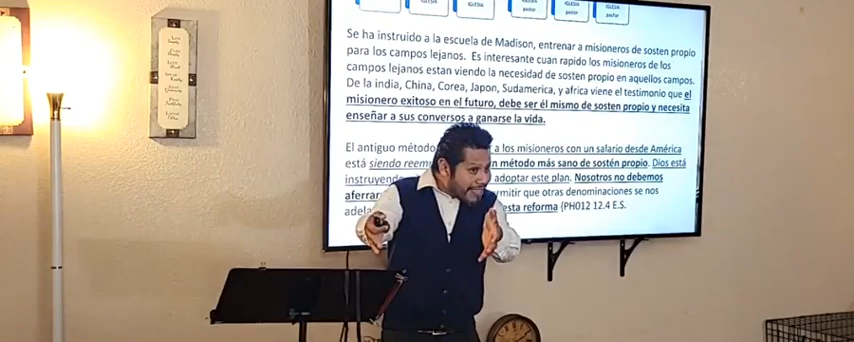 IGLESIA
IGLESIA
IGLESIA
pastor
IGLESIA
pastor
IGLESIA
pastor
Se ha instruido a la escuela de Madison, entrenar a misioneros de sosten propio
para los campos lejanos. Es interesante cuan rapido los misioneros de los
campos lejanos estan viendo la necesidad de sosten propio en aquellos campos.
De la india, China, Corea, Japon, Sudamerica, y africa viene el testimonio que el
misionero exitoso en el futuro, debe ser él mismo de sosten propio y necesita
enseñar a sus conversos a ganarse la vida.
El antiguo método a los misioneros con un salario desde América
está siendo método más sano de sostén propio. Dios está
adoptar este plan. Nosotros no debemos
que otras denominaciones se nos
esta reforma {PH012 12.4 E.S.